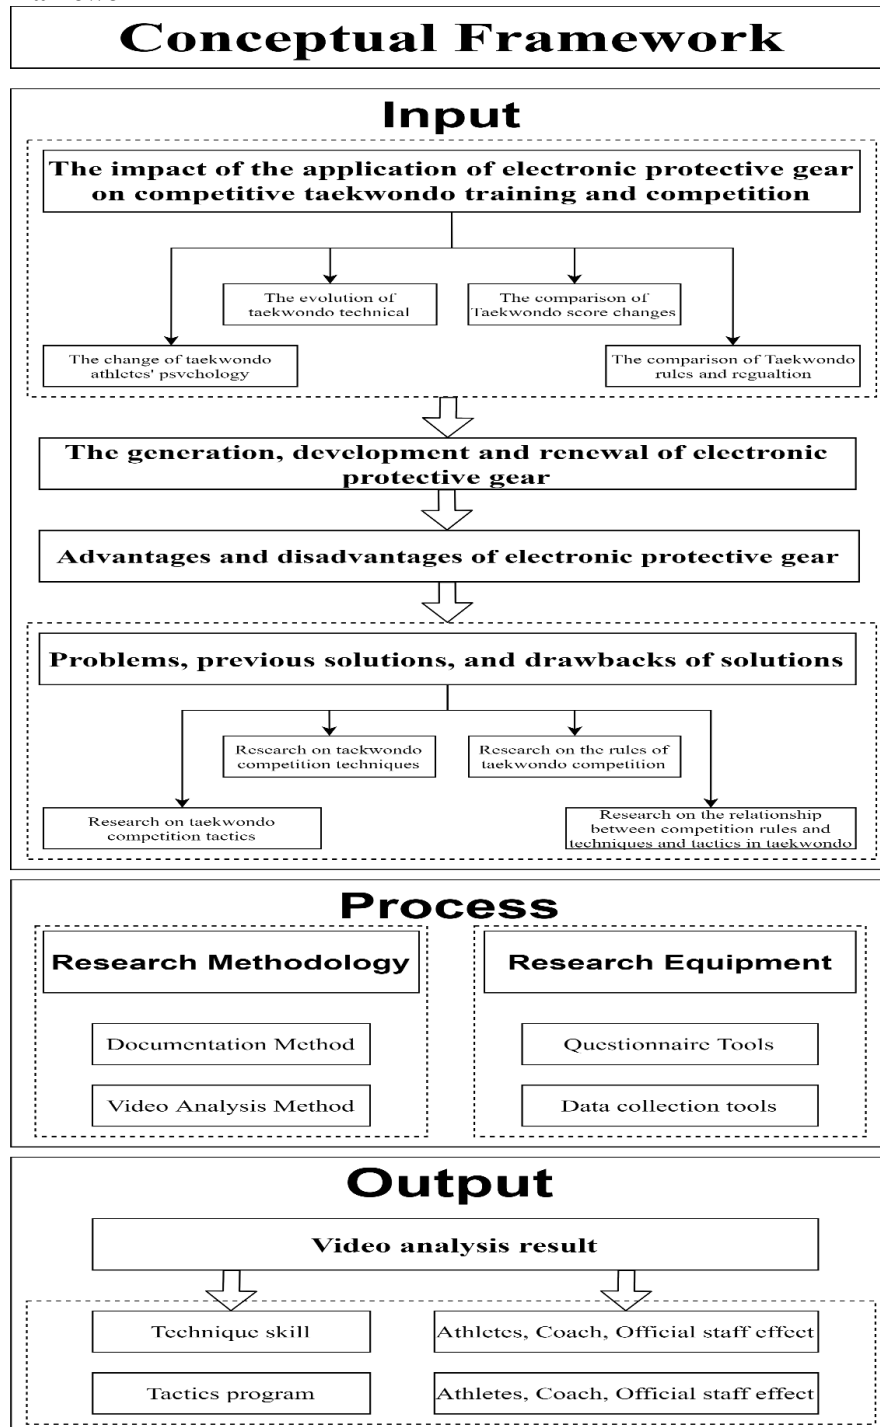 Conceptual Framework
Input
The impact of the application of electronic protective gear
on competitive taekwondo training and competition
The evolution of
taekwondo technical
The comparison of
Taekwondo score changes
The change of taekwondo
athletes' psychology
The comparison of Taekwondo
rules and regualtion
The generation, development and renewal of electronic
protective gear
Advantages and disadvantages of electronic protective gear
Problems, previous solutions, and drawbacks of solutions
Research on taekwondo
competition techniques
Research on the rules of
taekwondo competition
Research on taekwondo
competition tactics
Research on the relationship
between competition rules and
techniques and tactics in taekwondo
Process
Research Methodology
Research Equipment
Documentation Method
Questionnaire Tools
Video Analysis Method
Data collection tools
Output
Video analysis result
Technique skill
Athletes, Coach, Official staff effect
Tactics program
Athletes, Coach, Official staff effect